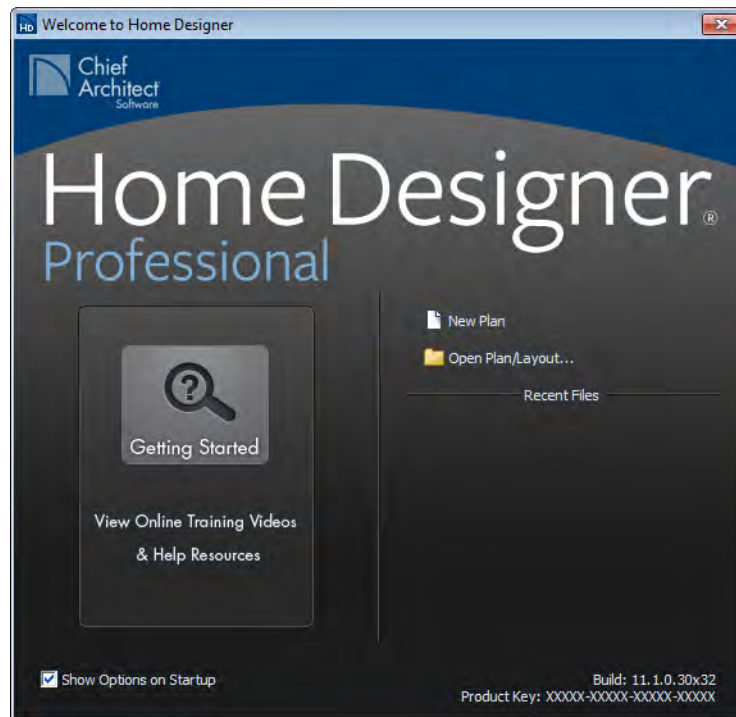 HD Welcome to Home Designer
Chief
Architect
Software
Home Designer®
Professional
New Plan
Open Plan/Layout...
Recent Files
Getting Started
View Online Training Videos
& Help Resources
Show Options on Startup
Build: 11.1.0.30x32
Product Key: XXXXX-XXXXX-XXXXX-XXXXX